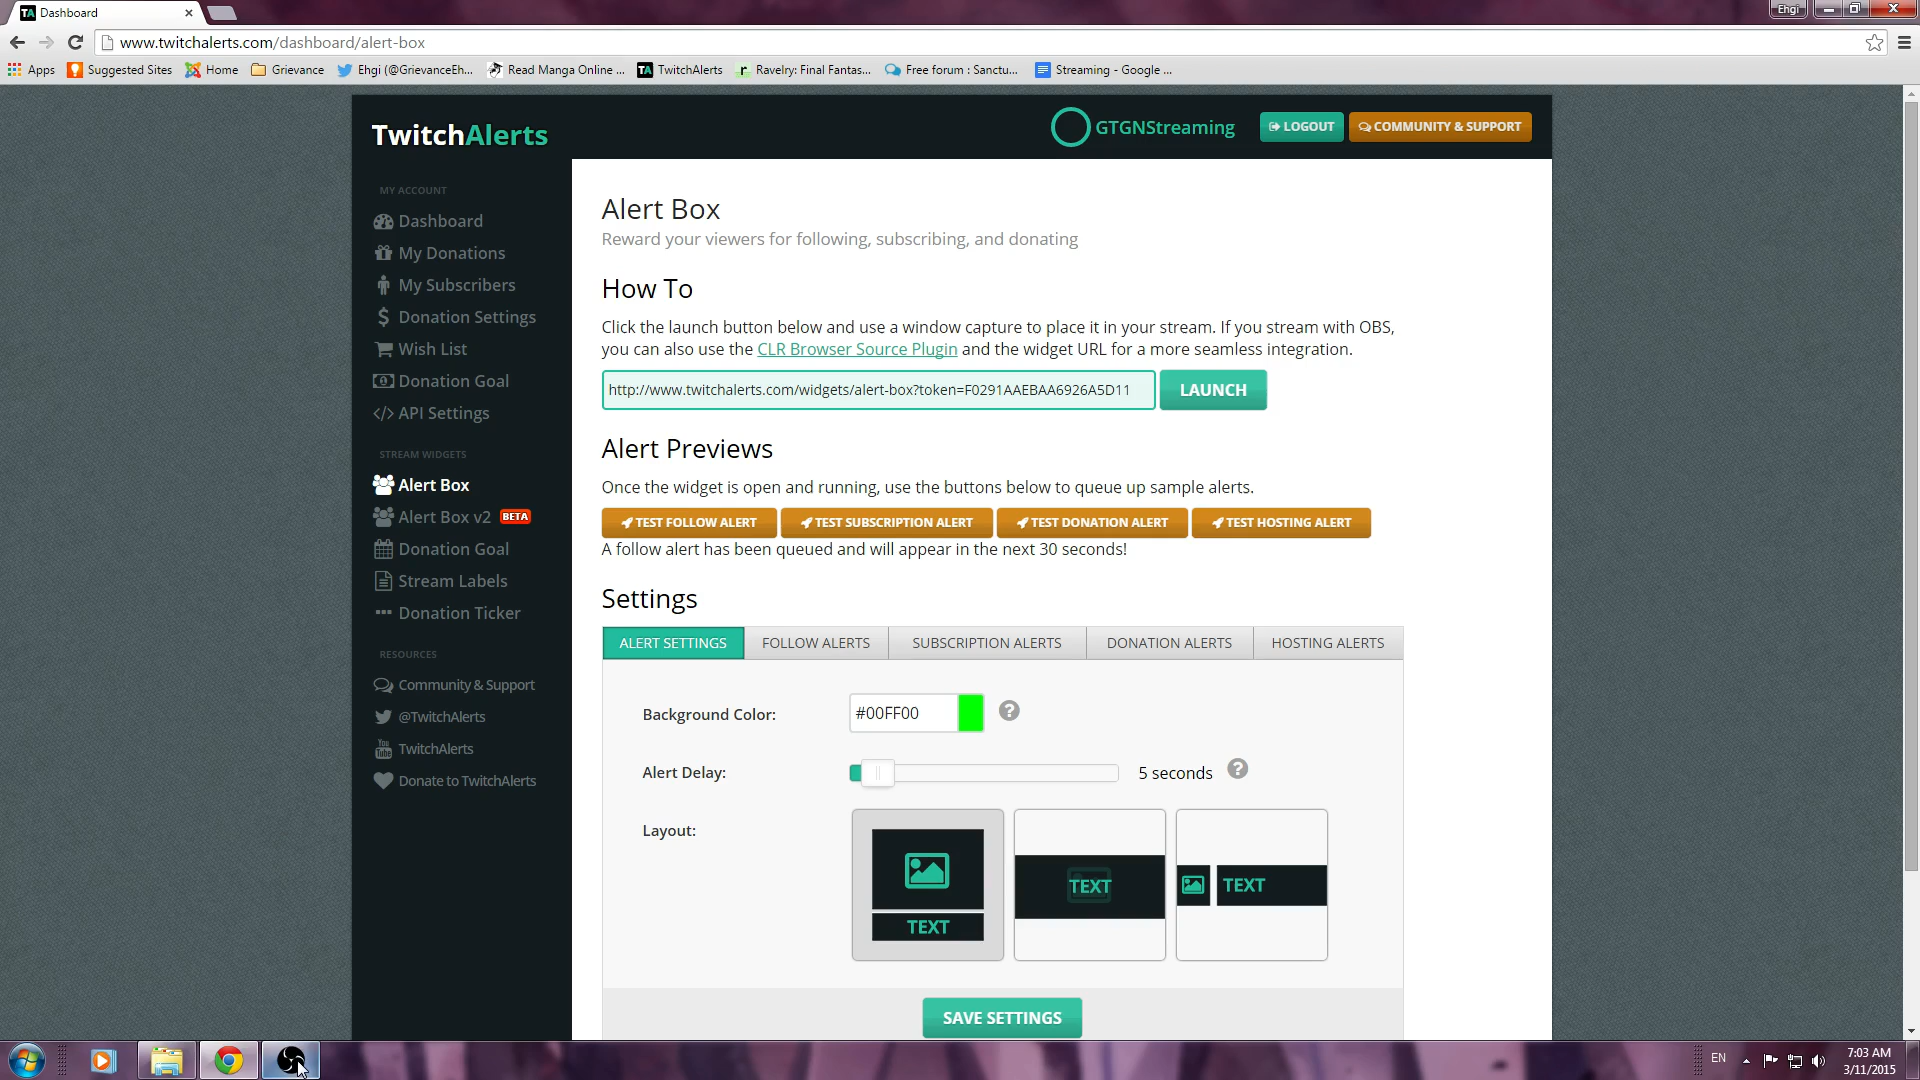 TA Dashboard
Ehgi
www.twitchalerts.com/dashboard/alert-box
Apps Suggested Sites Home Grievance Ehgi (@GrievanceEh... Read Manga Online ... TA TwitchAlerts r Ravelry: Final Fantas... Free forum : Sanctu... Streaming - Google ...
TwitchAlerts
GTGNStreaming
LOGOUT
COMMUNITY & SUPPORT
MY ACCOUNT
Dashboard
My Donations
My Subscribers
Donation Settings
Wish List
Donation Goal
API Settings
STREAM WIDGETS
Alert Box
Alert Box v2 BETA
Donation Goal
Stream Labels
Donation Ticker
RESOURCES
Community & Support
@TwitchAlerts
You Tube TwitchAlerts
Donate to TwitchAlerts
Alert Box
Reward your viewers for following, subscribing, and donating
How To
Click the launch button below and use a window capture to place it in your stream. If you stream with OBS,
you can also use the CLR Browser Source Plugin and the widget URL for a more seamless integration.
http://www.twitchalerts.com/widgets/alert-box?token=F0291AAEBAA6926A5D11
LAUNCH
Alert Previews
Once the widget is open and running, use the buttons below to queue up sample alerts.
TEST FOLLOW ALERT TEST SUBSCRIPTION ALERT TEST DONATION ALERT TEST HOSTING ALERT
A follow alert has been queued and will appear in the next 30 seconds!
Settings
ALERT SETTINGS FOLLOW ALERTS SUBSCRIPTION ALERTS DONATION ALERTS HOSTING ALERTS
Background Color: #00FF00 ?
Alert Delay: 5 seconds ?
Layout:
TEXT
TEXT
TEXT
SAVE SETTINGS
EN
7:03 AM
3/11/2015